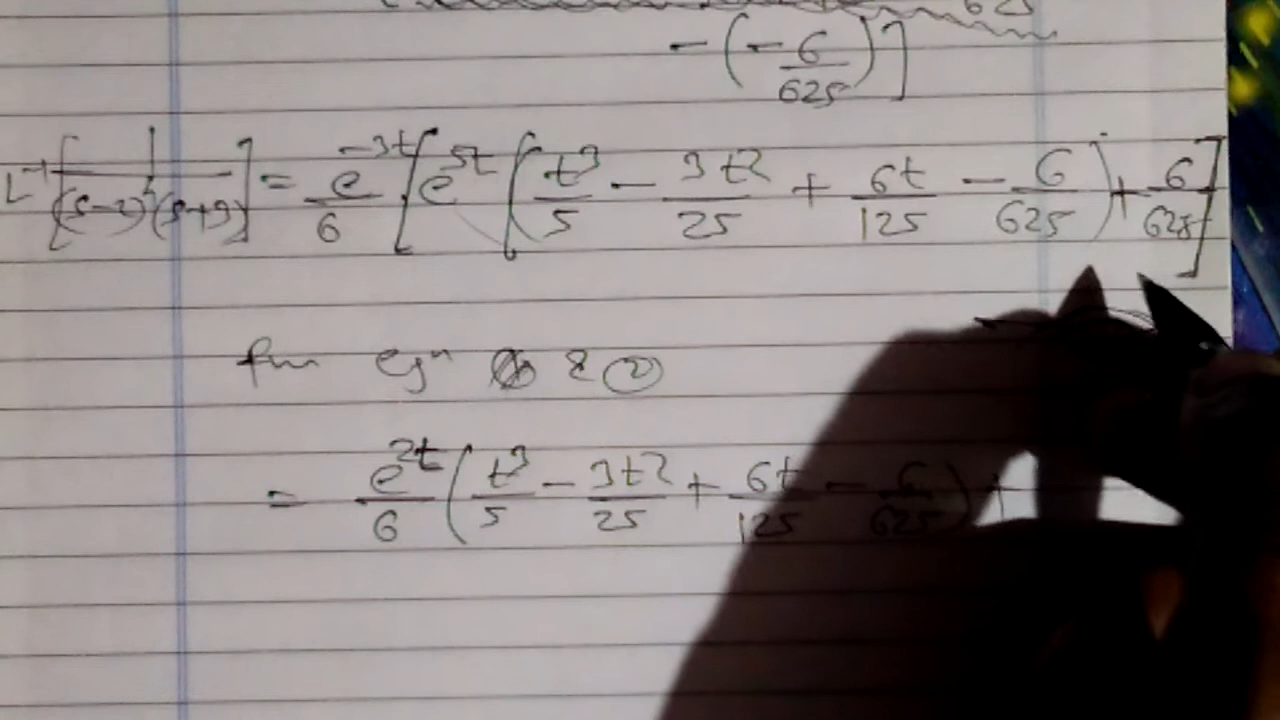 - (- 6/625)]
L⁻¹[1/((s-2)⁴(s+3))] = e^(-3t)/6 [e^(5t) (t³/5 - 3t²/25 + 6t/125 - 6/625) + 6/625]
from eqⁿ & ②
= e^(2t)/6 (t³/5 - 3t²/25 + 6t/125 - 6/625) +